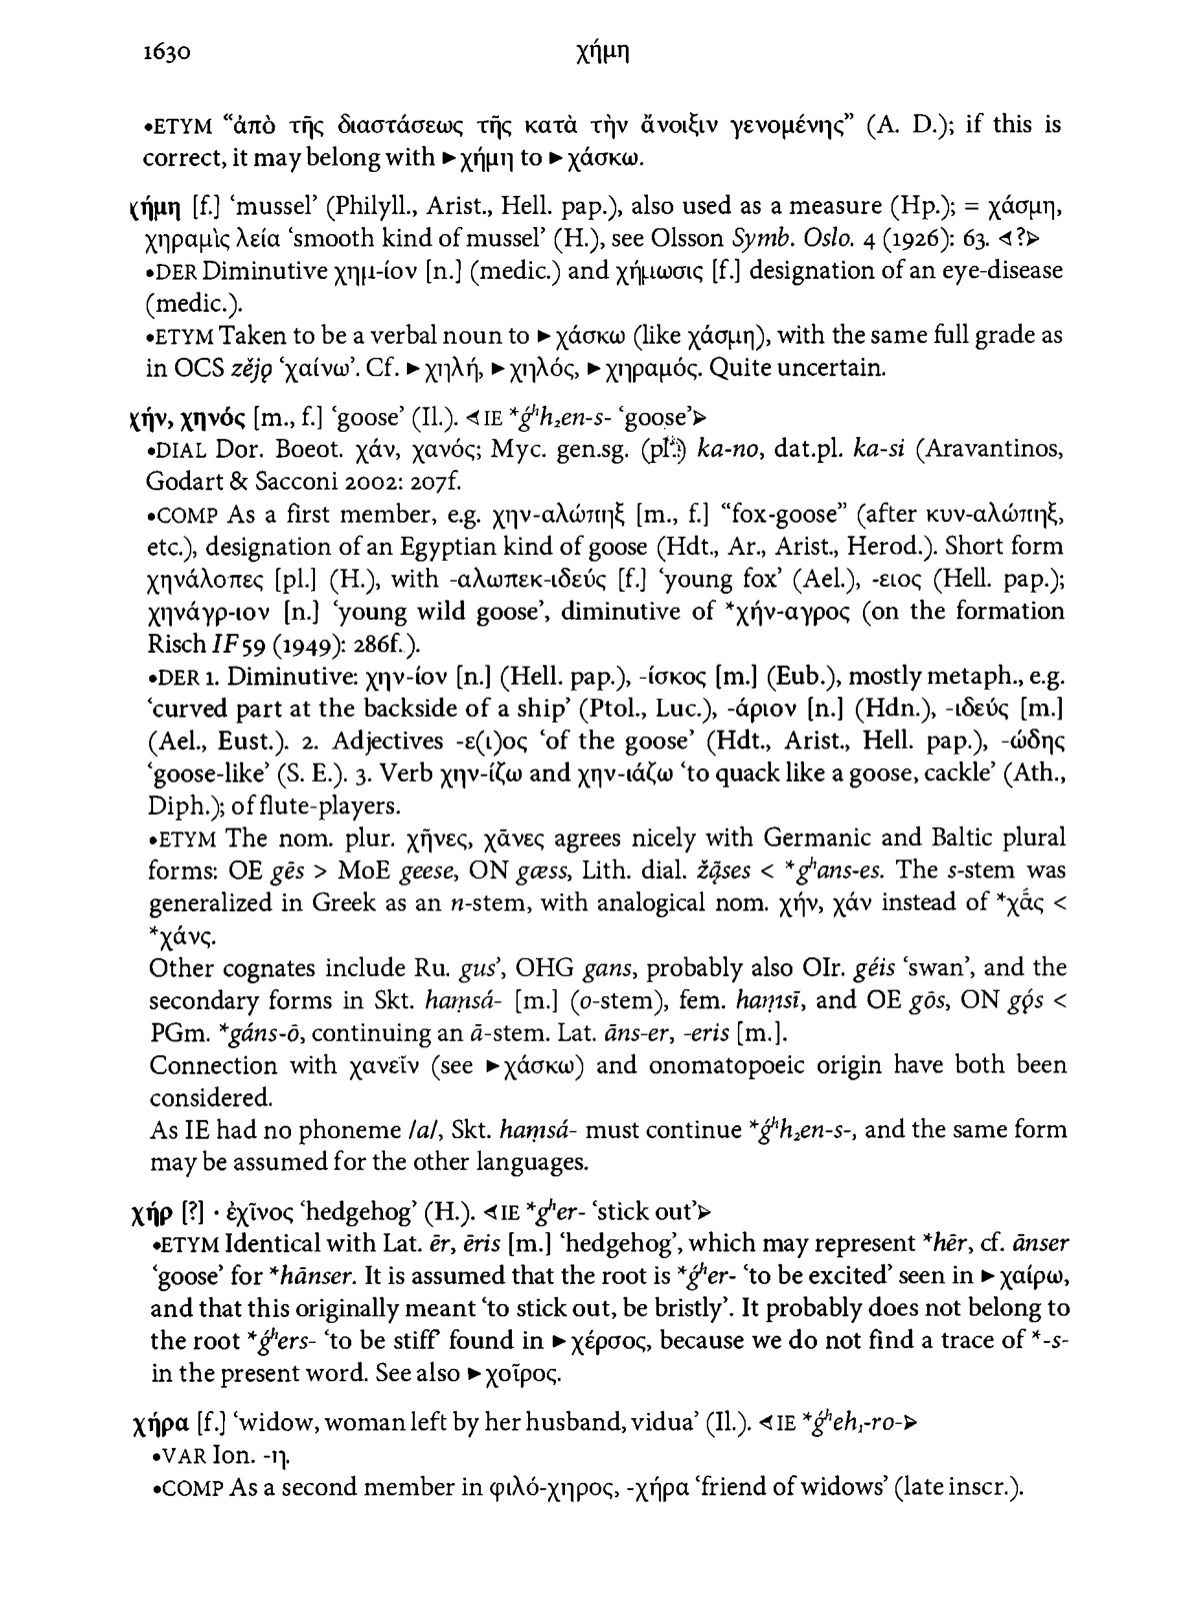 1630 χήμη
•ETYM “ἀπὸ τῆς διαστάσεως τῆς κατὰ τὴν ἄνοιξιν γενομένης” (A. D.); if this is
correct, it may belong with ►χήμη to ►χάσκω.
χήμη [f.] ‘mussel’ (Philyll., Arist., Hell. pap.), also used as a measure (Hp.); = χάσμη,
χηραμὶς λεία ‘smooth kind of mussel’ (H.), see Olsson Symb. Oslo. 4 (1926): 63. ⊲?⊳
•DER Diminutive χημ-ίον [n.] (medic.) and χήμωσις [f.] designation of an eye-disease
(medic.).
•ETYM Taken to be a verbal noun to ►χάσκω (like χάσμη), with the same full grade as
in OCS zějǫ ‘χαίνω’. Cf. ►χηλή, ►χηλός, ►χηραμός. Quite uncertain.
χήν, χηνός [m., f.] ‘goose’ (Il.). ⊲IE *ǵʰh₂en-s- ‘goose’⊳
•DIAL Dor. Boeot. χάν, χανός; Myc. gen.sg. (pl.?) ka-no, dat.pl. ka-si (Aravantinos,
Godart & Sacconi 2002: 207f.
•COMP As a first member, e.g. χην-αλώπηξ [m., f.] “fox-goose” (after κυν-αλώπηξ,
etc.), designation of an Egyptian kind of goose (Hdt., Ar., Arist., Herod.). Short form
χηνάλοπες [pl.] (H.), with -αλωπεκ-ιδεύς [f.] ‘young fox’ (Ael.), -ειος (Hell. pap.);
χηνάγρ-ιον [n.] ‘young wild goose’, diminutive of *χήν-αγρος (on the formation
Risch IF 59 (1949): 286f.).
•DER 1. Diminutive: χην-ίον [n.] (Hell. pap.), -ίσκος [m.] (Eub.), mostly metaph., e.g.
‘curved part at the backside of a ship’ (Ptol., Luc.), -άριον [n.] (Hdn.), -ιδεύς [m.]
(Ael., Eust.). 2. Adjectives -ε(ι)ος ‘of the goose’ (Hdt., Arist., Hell. pap.), -ώδης
‘goose-like’ (S. E.). 3. Verb χην-ίζω and χην-ιάζω ‘to quack like a goose, cackle’ (Ath.,
Diph.); of flute-players.
•ETYM The nom. plur. χῆνες, χᾶνες agrees nicely with Germanic and Baltic plural
forms: OE gēs > MoE geese, ON gæss, Lith. dial. žą̃ses < *gʰans-es. The s-stem was
generalized in Greek as an n-stem, with analogical nom. χήν, χάν instead of *χᾱ́ς <
*χάνς.
Other cognates include Ru. gus’, OHG gans, probably also OIr. géis ‘swan’, and the
secondary forms in Skt. haṃsá- [m.] (o-stem), fem. haṃsī, and OE gōs, ON gǫ́s <
PGm. *gáns-ō, continuing an ā-stem. Lat. āns-er, -eris [m.].
Connection with χανεῖν (see ►χάσκω) and onomatopoeic origin have both been
considered.
As IE had no phoneme /a/, Skt. haṃsá- must continue *ǵʰh₂en-s-, and the same form
may be assumed for the other languages.
χήρ [?] · ἐχῖνος ‘hedgehog’ (H.). ⊲IE *gʰer- ‘stick out’⊳
•ETYM Identical with Lat. ēr, ēris [m.] ‘hedgehog’, which may represent *hēr, cf. ānser
‘goose’ for *hānser. It is assumed that the root is *ǵʰer- ‘to be excited’ seen in ►χαίρω,
and that this originally meant ‘to stick out, be bristly’. It probably does not belong to
the root *ǵʰers- ‘to be stiff’ found in ►χέρσος, because we do not find a trace of *-s-
in the present word. See also ►χοῖρος.
χήρα [f.] ‘widow, woman left by her husband, vidua’ (Il.). ⊲IE *ǵʰeh₁-ro-⊳
•VAR Ion. -η.
•COMP As a second member in φιλό-χηρος, -χήρα ‘friend of widows’ (late inscr.).